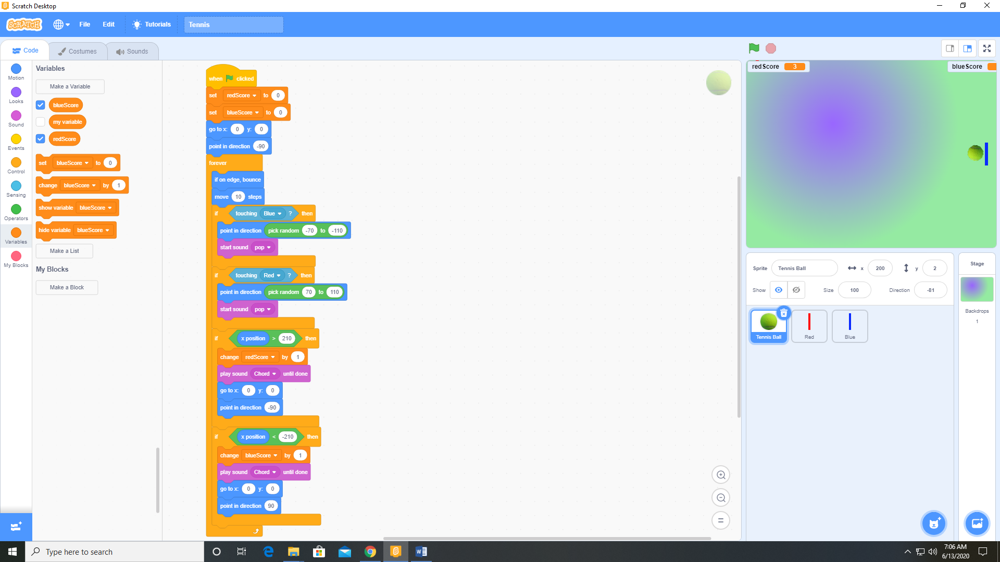 Scratch Desktop
SCRATCH
File
Edit
Tutorials
Tennis
Code
Costumes
Sounds
Motion
Looks
Sound
Events
Control
Sensing
Operators
Variables
My Blocks
Variables
Make a Variable
blueScore
my variable
redScore
set blueScore to 0
change blueScore by 1
show variable blueScore
hide variable blueScore
Make a List
My Blocks
Make a Block
when clicked
set redScore to 0
set blueScore to 0
go to x: 0 y: 0
point in direction -90
forever
if on edge, bounce
move 10 steps
if touching Blue ? then
point in direction pick random -70 to -110
start sound pop
if touching Red ? then
point in direction pick random 70 to 110
start sound pop
if x position > 210 then
change redScore by 1
play sound Chord until done
go to x: 0 y: 0
point in direction -90
if x position < -210 then
change blueScore by 1
play sound Chord until done
go to x: 0 y: 0
point in direction 90
redScore 3
blueScore
Sprite Tennis Ball x 200 y 2
Show Size 100 Direction -81
Tennis Ball
Red
Blue
Stage
Backdrops
1
Type here to search
7:06 AM
6/13/2020